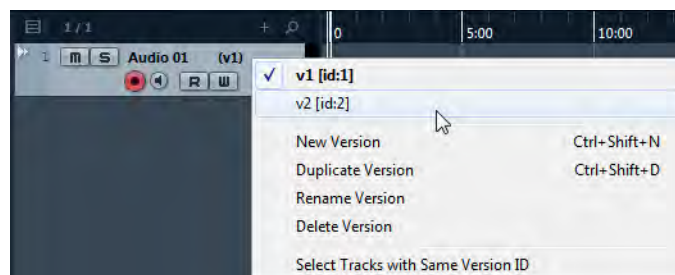 1/1 + 0 5:00 10:00
1 m S Audio 01 (v1)
R W
✓ v1 [id:1]
v2 [id:2]
New Version Ctrl+Shift+N
Duplicate Version Ctrl+Shift+D
Rename Version
Delete Version
Select Tracks with Same Version ID